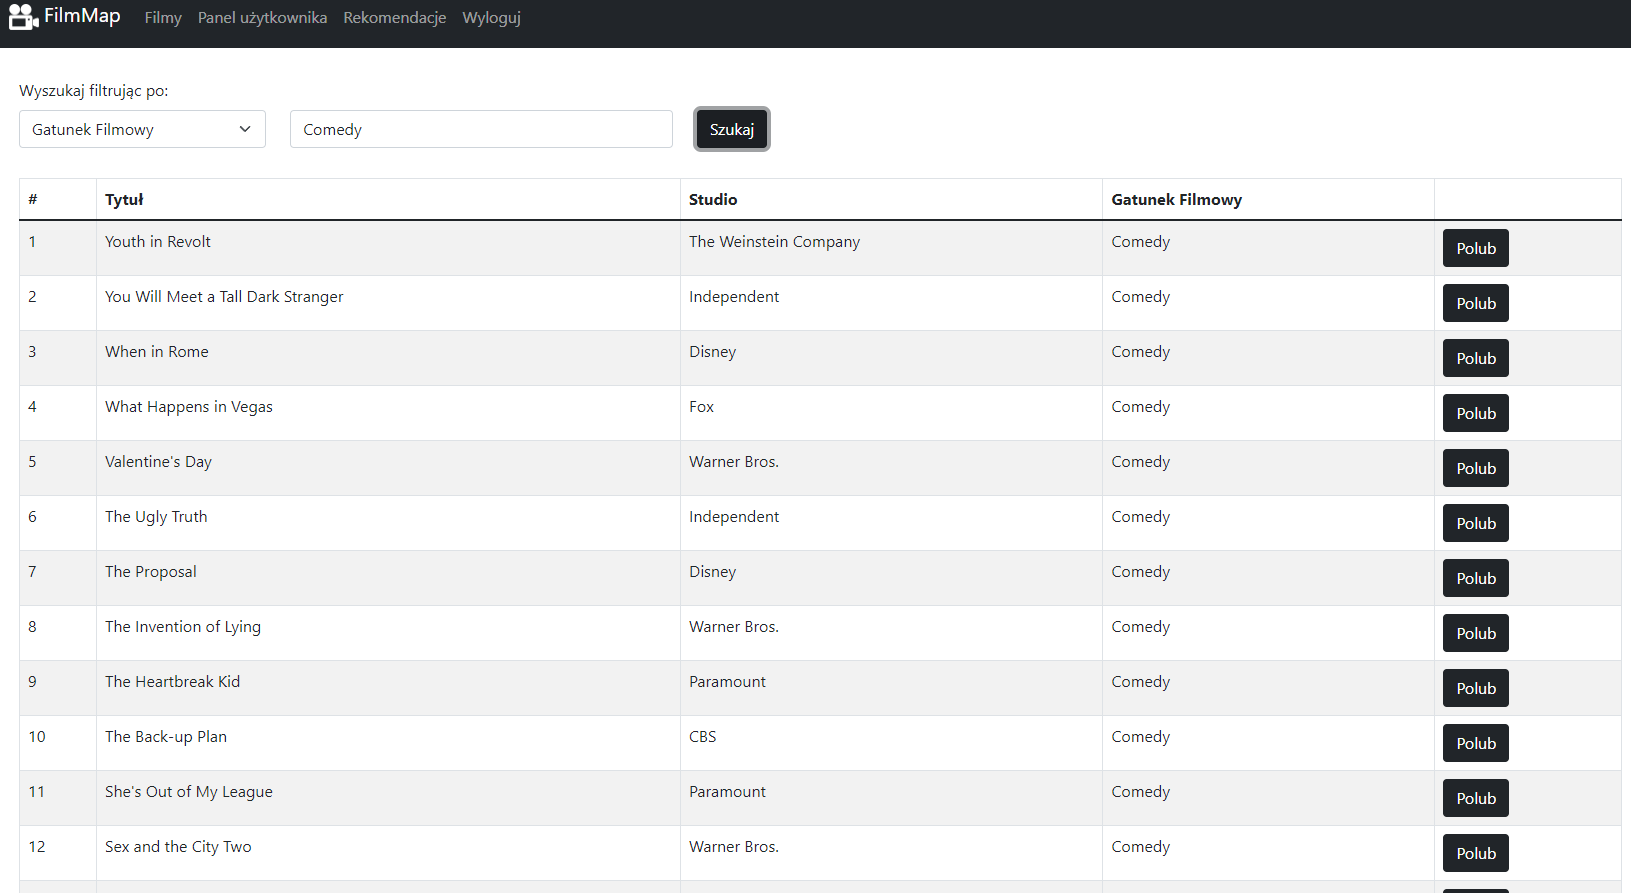 FilmMap Filmy Panel użytkownika Rekomendacje Wyloguj
Wyszukaj filtrując po:
Gatunek Filmowy Comedy Szukaj
# Tytuł Studio Gatunek Filmowy
1 Youth in Revolt The Weinstein Company Comedy Polub
2 You Will Meet a Tall Dark Stranger Independent Comedy Polub
3 When in Rome Disney Comedy Polub
4 What Happens in Vegas Fox Comedy Polub
5 Valentine's Day Warner Bros. Comedy Polub
6 The Ugly Truth Independent Comedy Polub
7 The Proposal Disney Comedy Polub
8 The Invention of Lying Warner Bros. Comedy Polub
9 The Heartbreak Kid Paramount Comedy Polub
10 The Back-up Plan CBS Comedy Polub
11 She's Out of My League Paramount Comedy Polub
12 Sex and the City Two Warner Bros. Comedy Polub